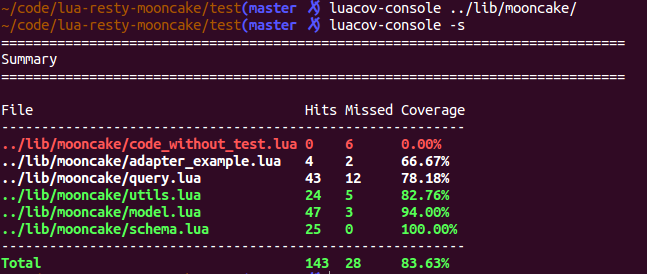 ~/code/lua-resty-mooncake/test(master ⚡) luacov-console ../lib/mooncake/
~/code/lua-resty-mooncake/test(master ⚡) luacov-console -s
==============================================================================
Summary
==============================================================================
File Hits Missed Coverage
----------------------------------------------------------
../lib/mooncake/code_without_test.lua 0 6 0.00%
../lib/mooncake/adapter_example.lua 4 2 66.67%
../lib/mooncake/query.lua 43 12 78.18%
../lib/mooncake/utils.lua 24 5 82.76%
../lib/mooncake/model.lua 47 3 94.00%
../lib/mooncake/schema.lua 25 0 100.00%
----------------------------------------------------------
Total 143 28 83.63%